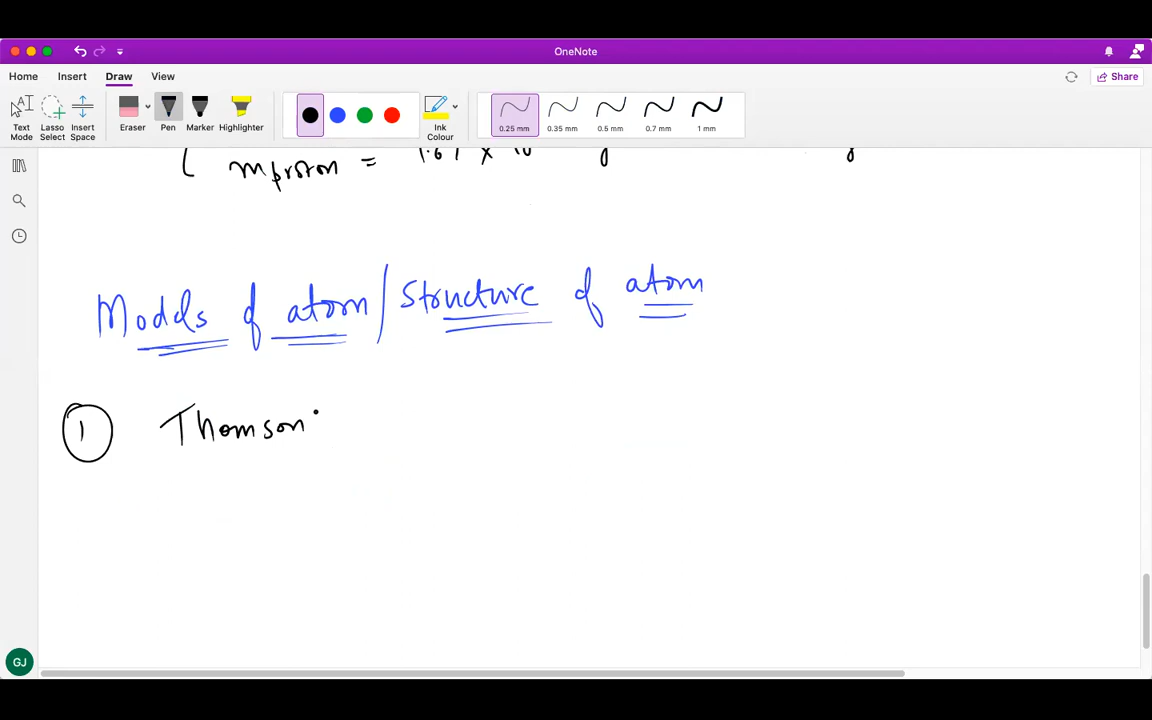 OneNote
Home Insert Draw View
Share
Text Mode
Lasso Select
Insert Space
Eraser
Pen
Marker
Highlighter
Ink Colour
0.25 mm
0.35 mm
0.5 mm
0.7 mm
1 mm
m proton =
Models of atom / Structure of atom
1 Thomson'
GJ